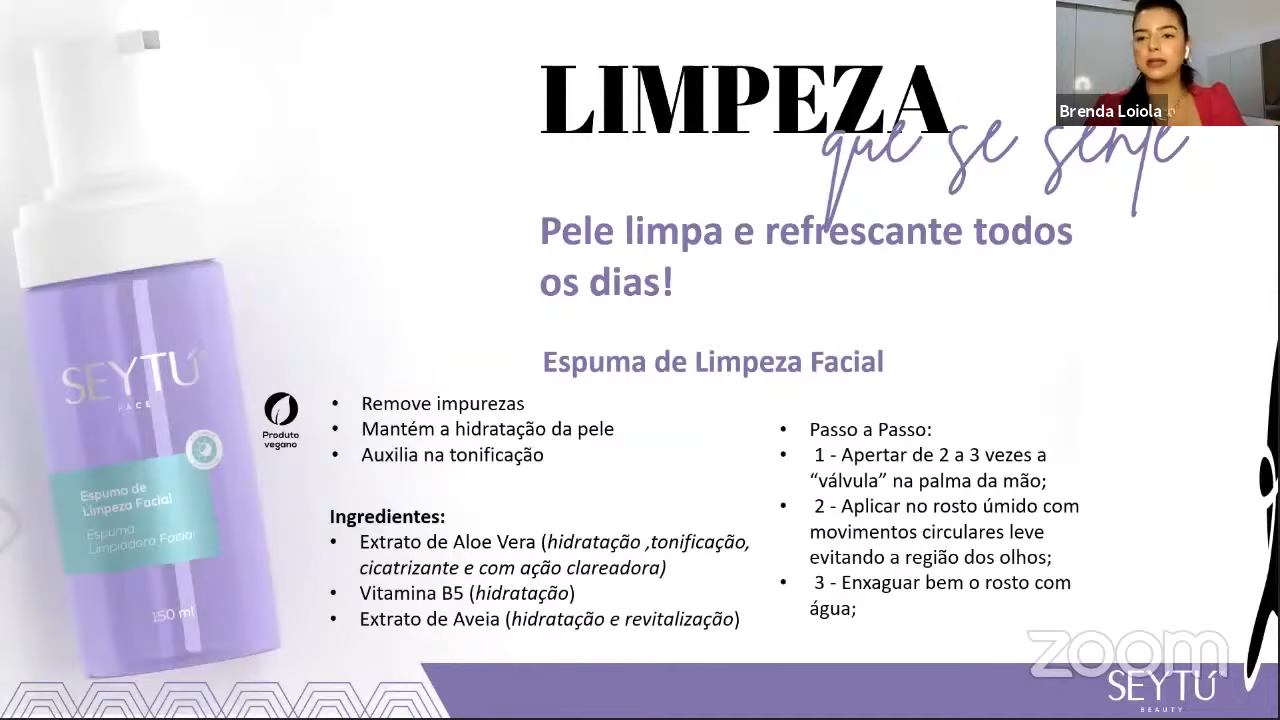 LIMPEZA
que se sente
Brenda Loiola
Pele limpa e refrescante todos
os dias!
Espuma de Limpeza Facial
SEYTÚ
FACE
Espuma de
Limpeza Facial
Espuma
Limpiadora Facial
150 ml
Produto
vegano
• Remove impurezas
• Mantém a hidratação da pele
• Auxilia na tonificação
Ingredientes:
• Extrato de Aloe Vera (hidratação ,tonificação,
cicatrizante e com ação clareadora)
• Vitamina B5 (hidratação)
• Extrato de Aveia (hidratação e revitalização)
• Passo a Passo:
• 1 - Apertar de 2 a 3 vezes a
“válvula” na palma da mão;
• 2 - Aplicar no rosto úmido com
movimentos circulares leve
evitando a região dos olhos;
• 3 - Enxaguar bem o rosto com
água;
zoom
SEYTÚ
BEAUTY